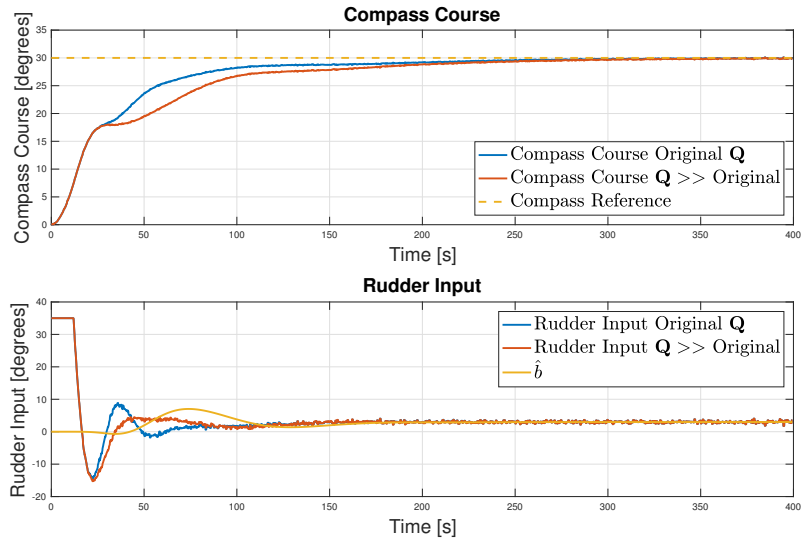 Compass Course
Compass Course [degrees]
35
30
25
20
15
10
5
0
0 50 100 150 200 250 300 350 400
Time [s]
Compass Course Original Q
Compass Course Q >> Original
Compass Reference
Rudder Input
Rudder Input [degrees]
40
30
20
10
0
-10
-20
0 50 100 150 200 250 300 350 400
Time [s]
Rudder Input Original Q
Rudder Input Q >> Original
b̂